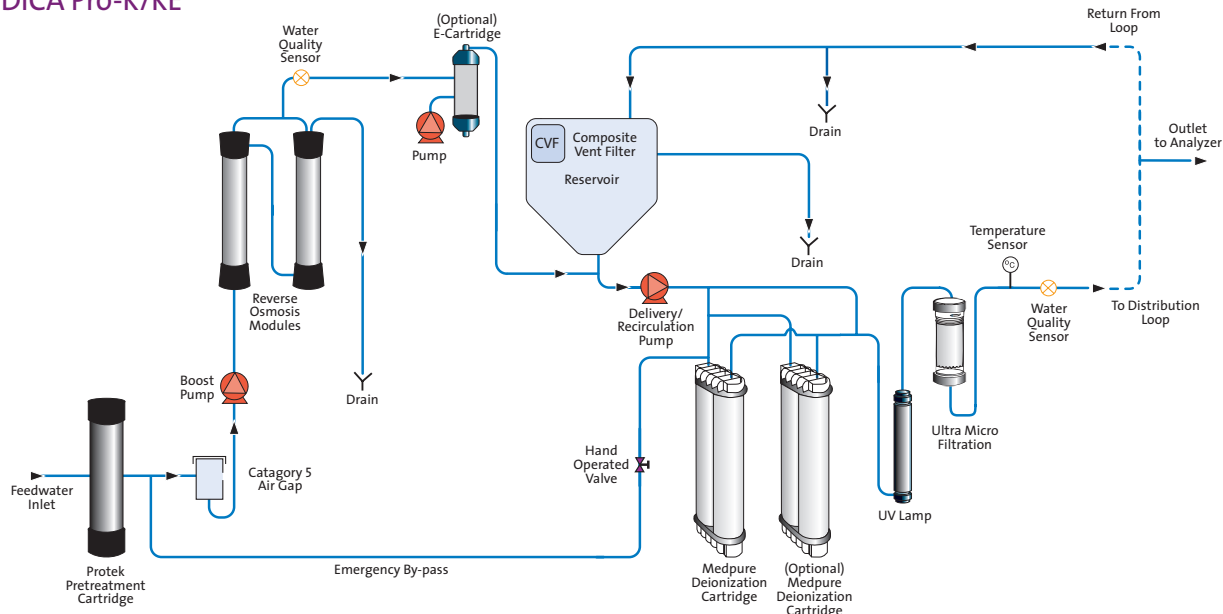 DICA Pro-R/RE
Water
Quality
Sensor
(Optional)
E-Cartridge
Return From
Loop
Pump
CVF
Composite
Vent Filter
Reservoir
Drain
Outlet
to Analyzer
Drain
Temperature
Sensor
°C
Reverse
Osmosis
Modules
Delivery/
Recirculation
Pump
Water
Quality
Sensor
To Distribution
Loop
Boost
Pump
Drain
Ultra Micro
Filtration
Hand
Operated
Valve
Catagory 5
Air Gap
Feedwater
Inlet
UV Lamp
Protek
Pretreatment
Cartridge
Emergency By-pass
Medpure
Deionization
Cartridge
(Optional)
Medpure
Deionization
Cartridge